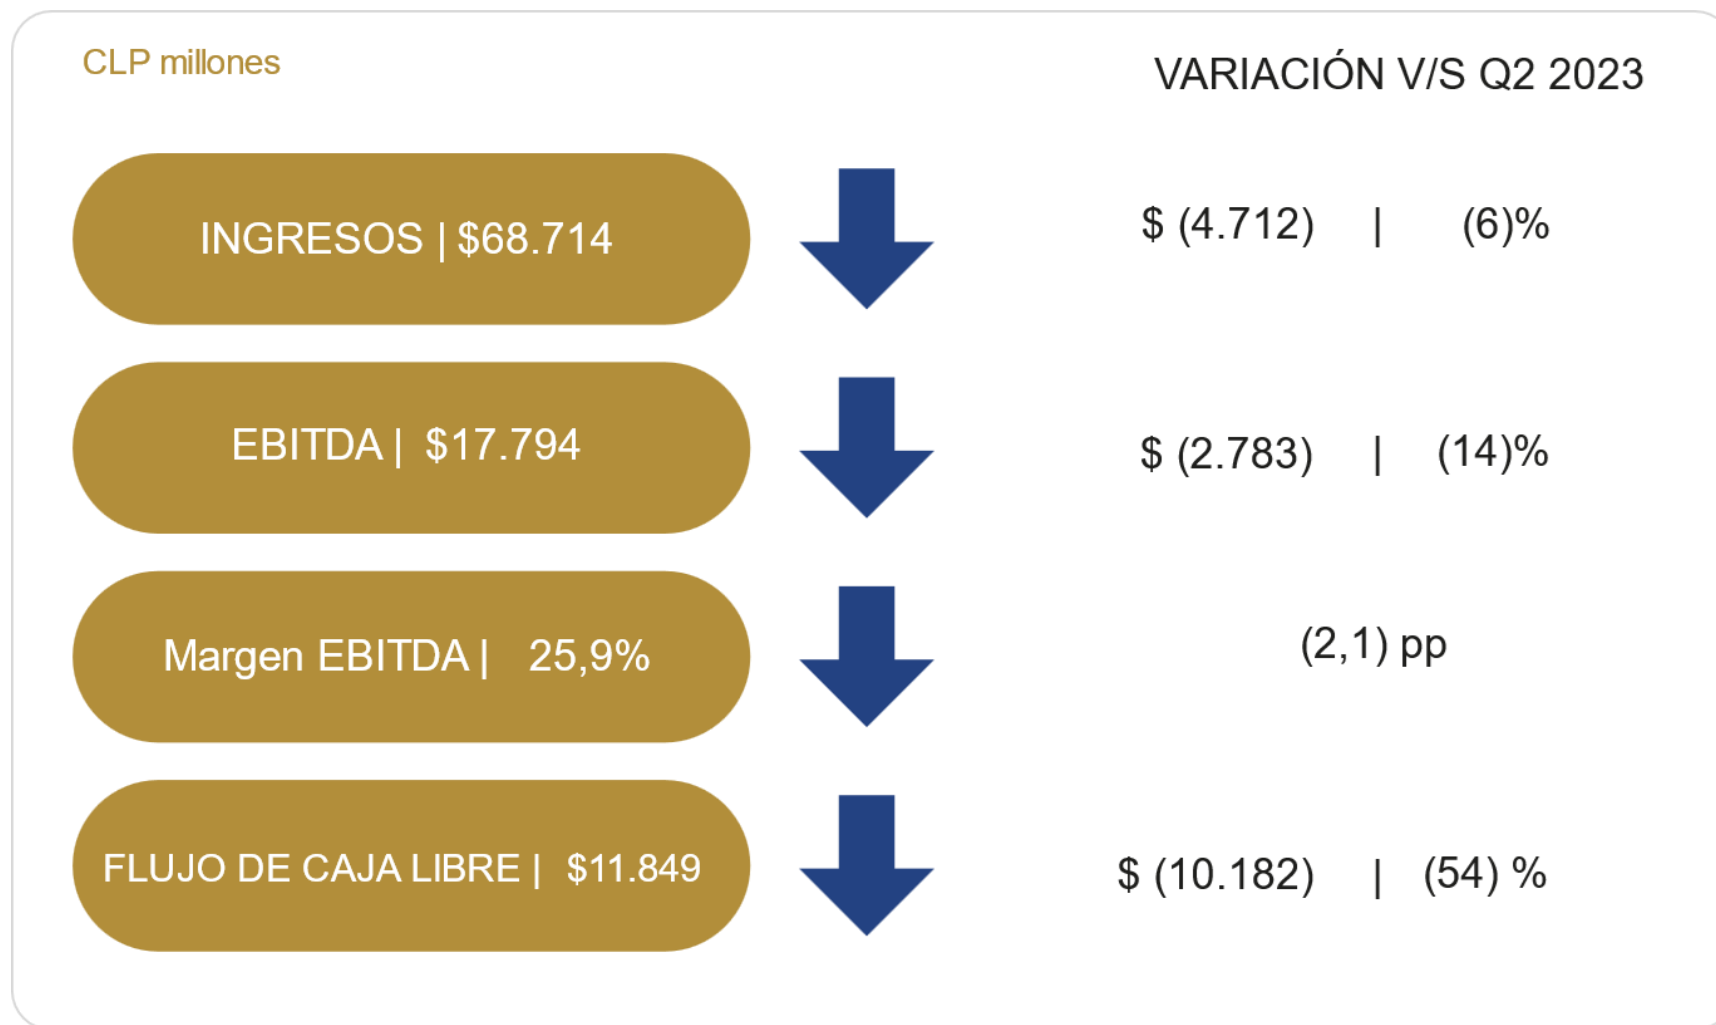 CLP millones
VARIACIÓN V/S Q2 2023
INGRESOS | $68.714
$ (4.712) | (6)%
EBITDA | $17.794
$ (2.783) | (14)%
Margen EBITDA | 25,9%
(2,1) pp
FLUJO DE CAJA LIBRE | $11.849
$ (10.182) | (54) %